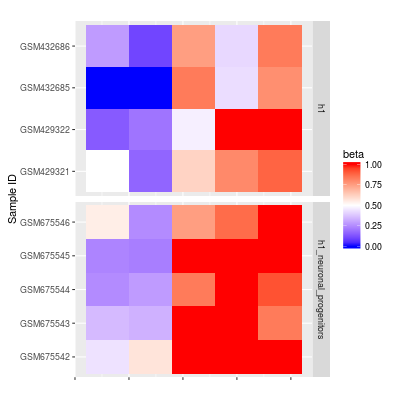 Sample ID
GSM432686
GSM432685
GSM429322
GSM429321
h1
GSM675546
GSM675545
GSM675544
GSM675543
GSM675542
h1_neuronal_progenitors
beta
1.00
0.75
0.50
0.25
0.00